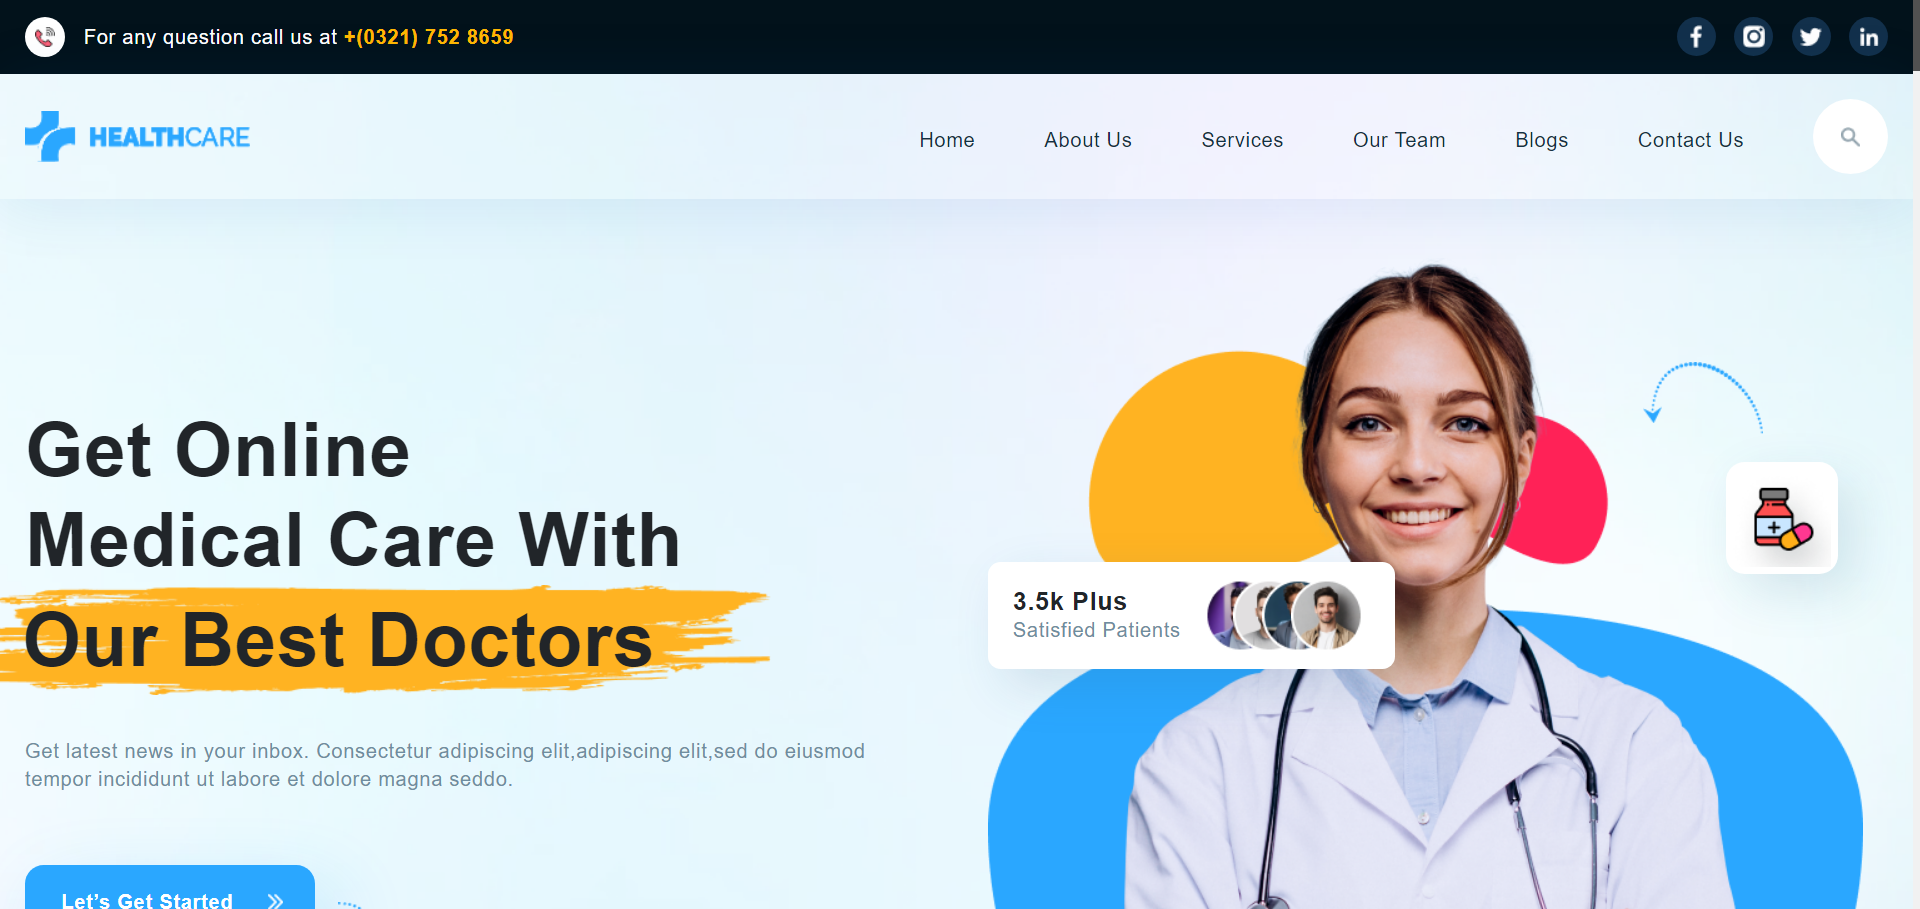 For any question call us at +(0321) 752 8659
HEALTHCARE
Home
About Us
Services
Our Team
Blogs
Contact Us
Get Online
Medical Care With
Our Best Doctors
3.5k Plus
Satisfied Patients
Get latest news in your inbox. Consectetur adipiscing elit,adipiscing elit,sed do eiusmod
tempor incididunt ut labore et dolore magna seddo.
Let’s Get Started